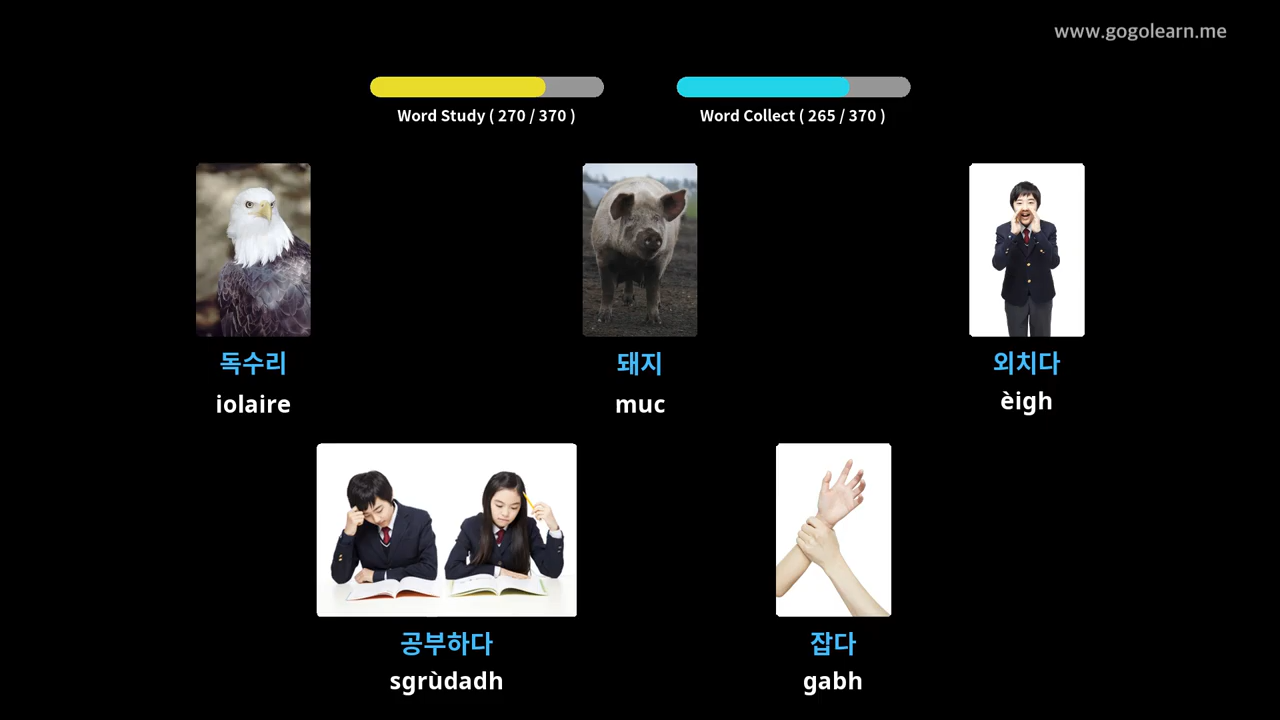 www.gogolearn.me
Word Study ( 270 / 370 )
Word Collect ( 265 / 370 )
독수리
iolaire
돼지
muc
외치다
èigh
공부하다
sgrùdadh
잡다
gabh